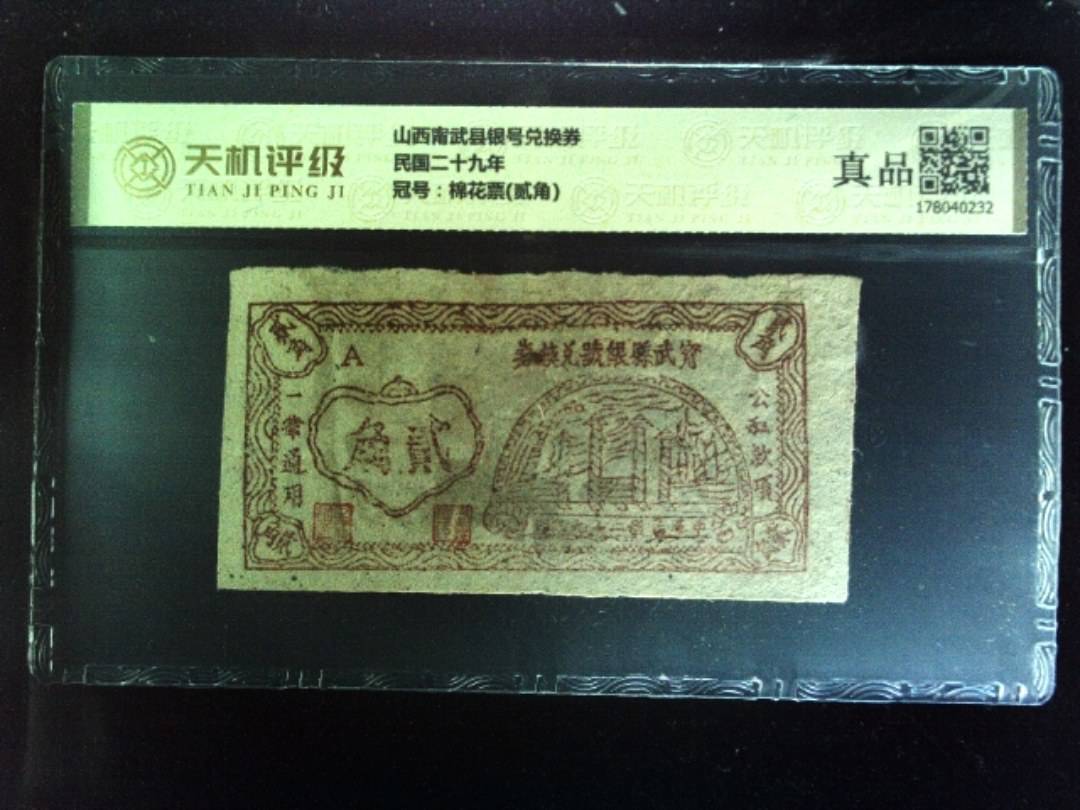 天机评级
TIAN JI PING JI
山西甯武县银号兑换券
民国二十九年
冠号：棉花票(贰角)
真品
178040232
A
甯武縣銀號兌換券
貳角
公私款項
一律通用